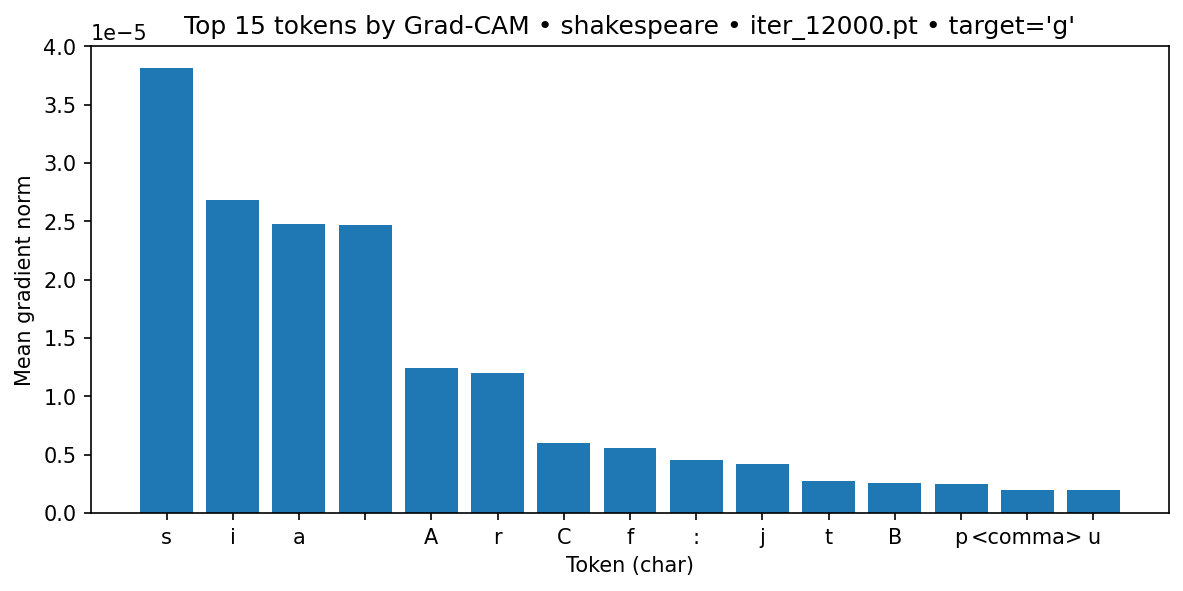 Top 15 tokens by Grad-CAM • shakespeare • iter_12000.pt • target='g'
1e−5
4.0
3.5
3.0
2.5
2.0
1.5
1.0
0.5
0.0
Mean gradient norm
s i a A r C f : j t B p <comma> u
Token (char)